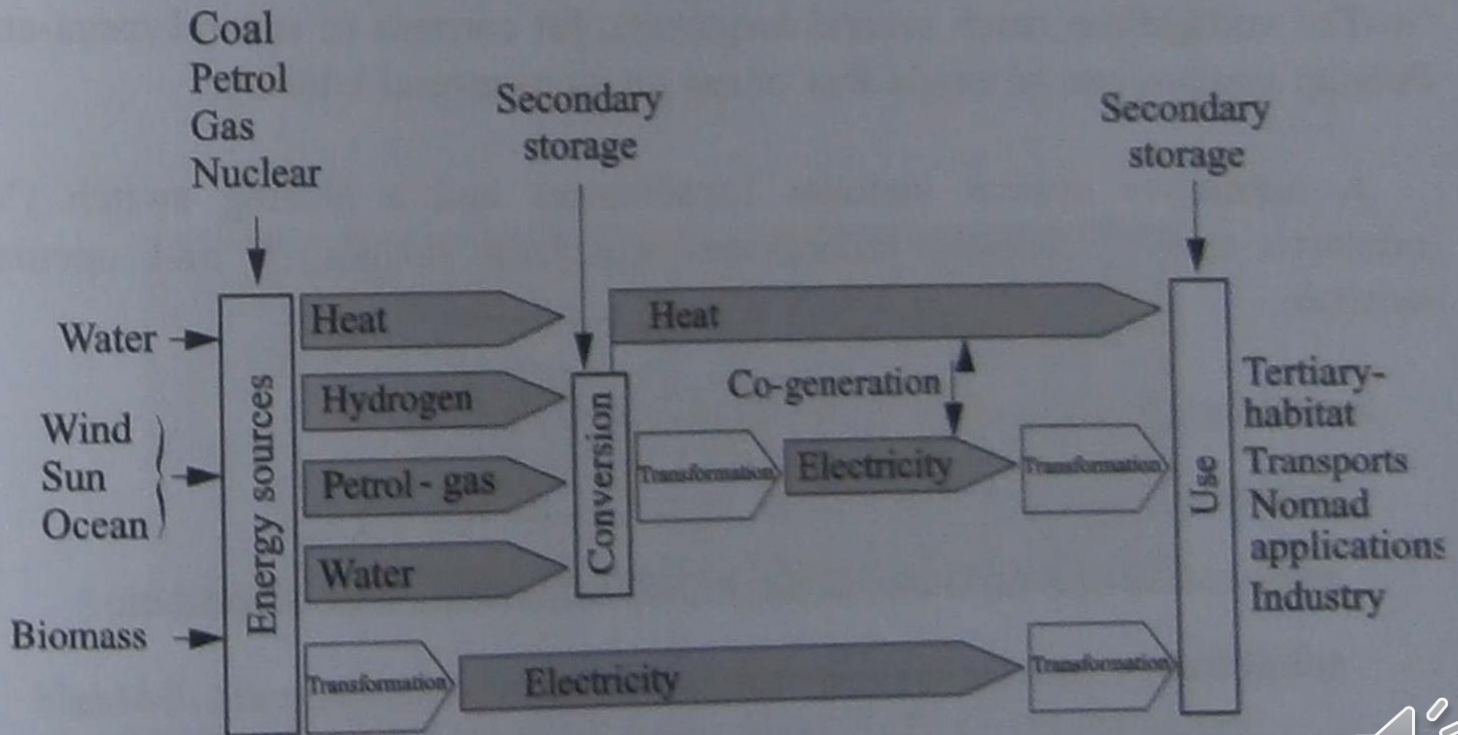 Coal
Petrol
Gas
Nuclear
Secondary
storage
Secondary
storage
Water
Wind
Sun
Ocean
Biomass
Energy sources
Heat
Hydrogen
Petrol - gas
Water
Transformation
Electricity
Transformation
Conversion
Heat
Co-generation
Transformation
Electricity
Transformation
Use
Tertiary-
habitat
Transports
Nomad
applications
Industry